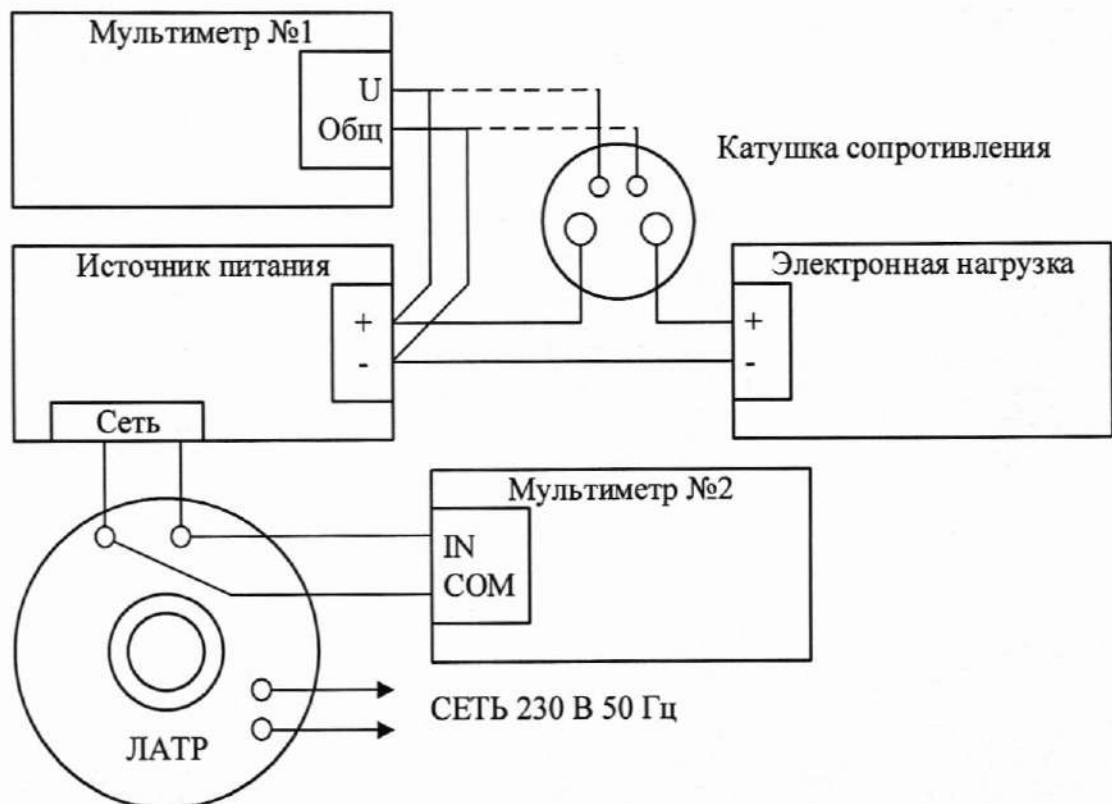 Мультиметр №1
U
Общ
Катушка сопротивления
Источник питания
+
-
Сеть
Электронная нагрузка
+
-
Мультиметр №2
IN
COM
СЕТЬ 230 В 50 Гц
ЛАТР